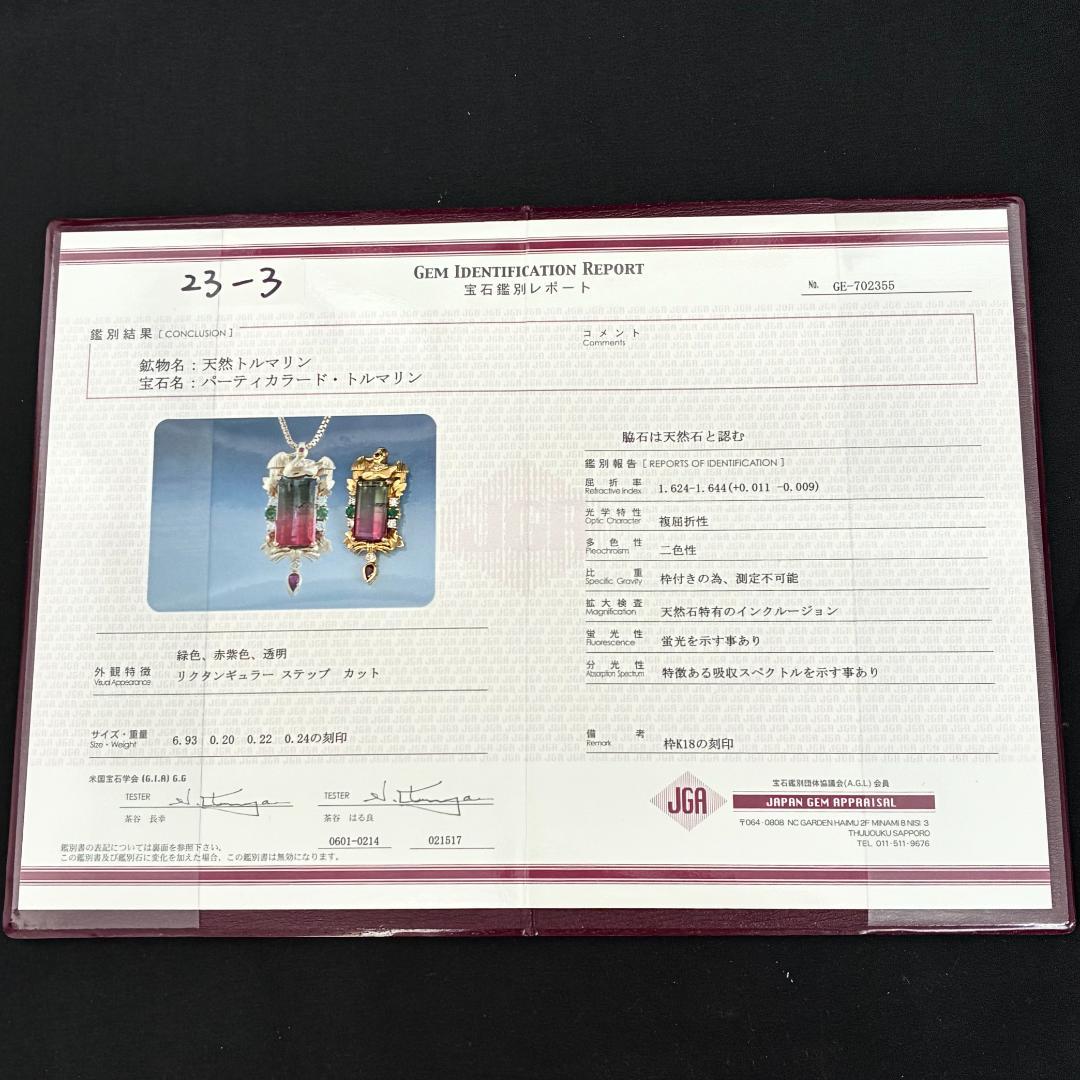 23-3
GEM IDENTIFICATION REPORT
宝石鑑別レポート
No. GE-702355
鑑別結果 [CONCLUSION]
コメント
Comments
鉱物名:天然トルマリン
宝石名:パーティカラード・トルマリン
脇石は天然石と認む
鑑別報告 [REPORTS OF IDENTIFICATION]
屈折率
Refractive Index 1.624-1.644(+0.011 -0.009)
光学特性
Optic Character 複屈折性
多色性
Pleochroism 二色性
比重
Specific Gravity 枠付きの為、測定不可能
拡大検査
Magnification 天然石特有のインクルージョン
蛍光性
Fluorescence 蛍光を示す事あり
分光性
Absorption Spectrum 特徴ある吸収スペクトルを示す事あり
備考
Remark 枠K18の刻印
緑色、赤紫色、透明
外観特徴
Visual Appearance リクタンギュラー ステップ カット
サイズ・重量
Size・Weight 6.93 0.20 0.22 0.24の刻印
米国宝石学会 (G.I.A) G.G
TESTER
茶谷 長幸
TESTER
茶谷 はる良
0601-0214 021517
鑑別書の表記については裏面を参照下さい。
この鑑別書及び鑑別石に変化を加えた場合、この鑑別書は無効になります。
JGA
宝石鑑別団体協議会(A.G.L)会員
JAPAN GEM APPRAISAL
〒064-0808 NC GARDEN HAIMU 2F MINAMI 8 NISI 3
THUUOUKU SAPPORO
TEL 011-511-9676